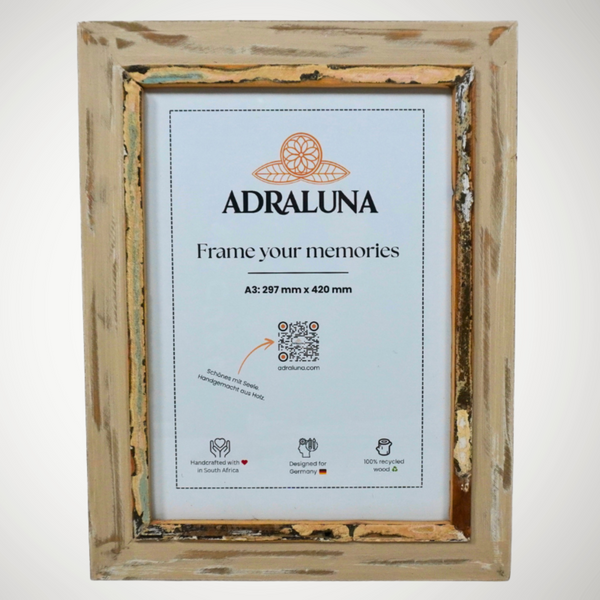 ADRALUNA
Frame your memories
A3: 297 mm x 420 mm
adraluna.com
Schönes mit Seele.
Handgemacht aus Holz.
Handcrafted with ❤
in South Africa
Designed for
Germany 🇩🇪
100% recycled
wood ♻